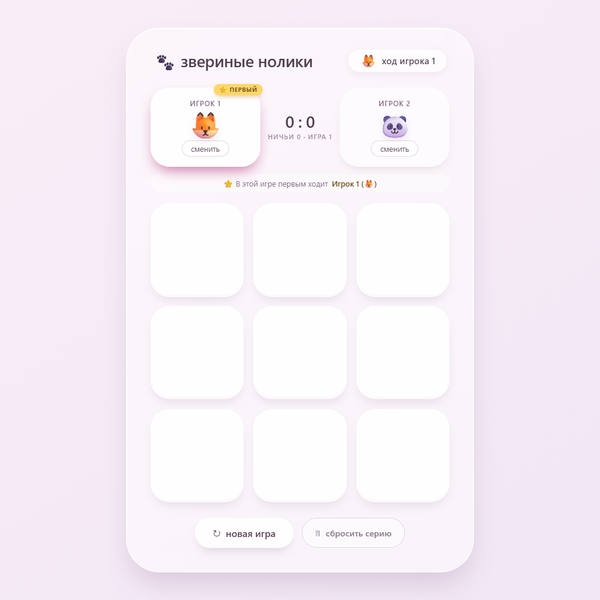 звериные нолики
ход игрока 1
ПЕРВЫЙ
ИГРОК 1
сменить
0 : 0
НИЧЬИ 0 · ИГРА 1
ИГРОК 2
сменить
В этой игре первым ходит Игрок 1 (🦊)
новая игра
сбросить серию